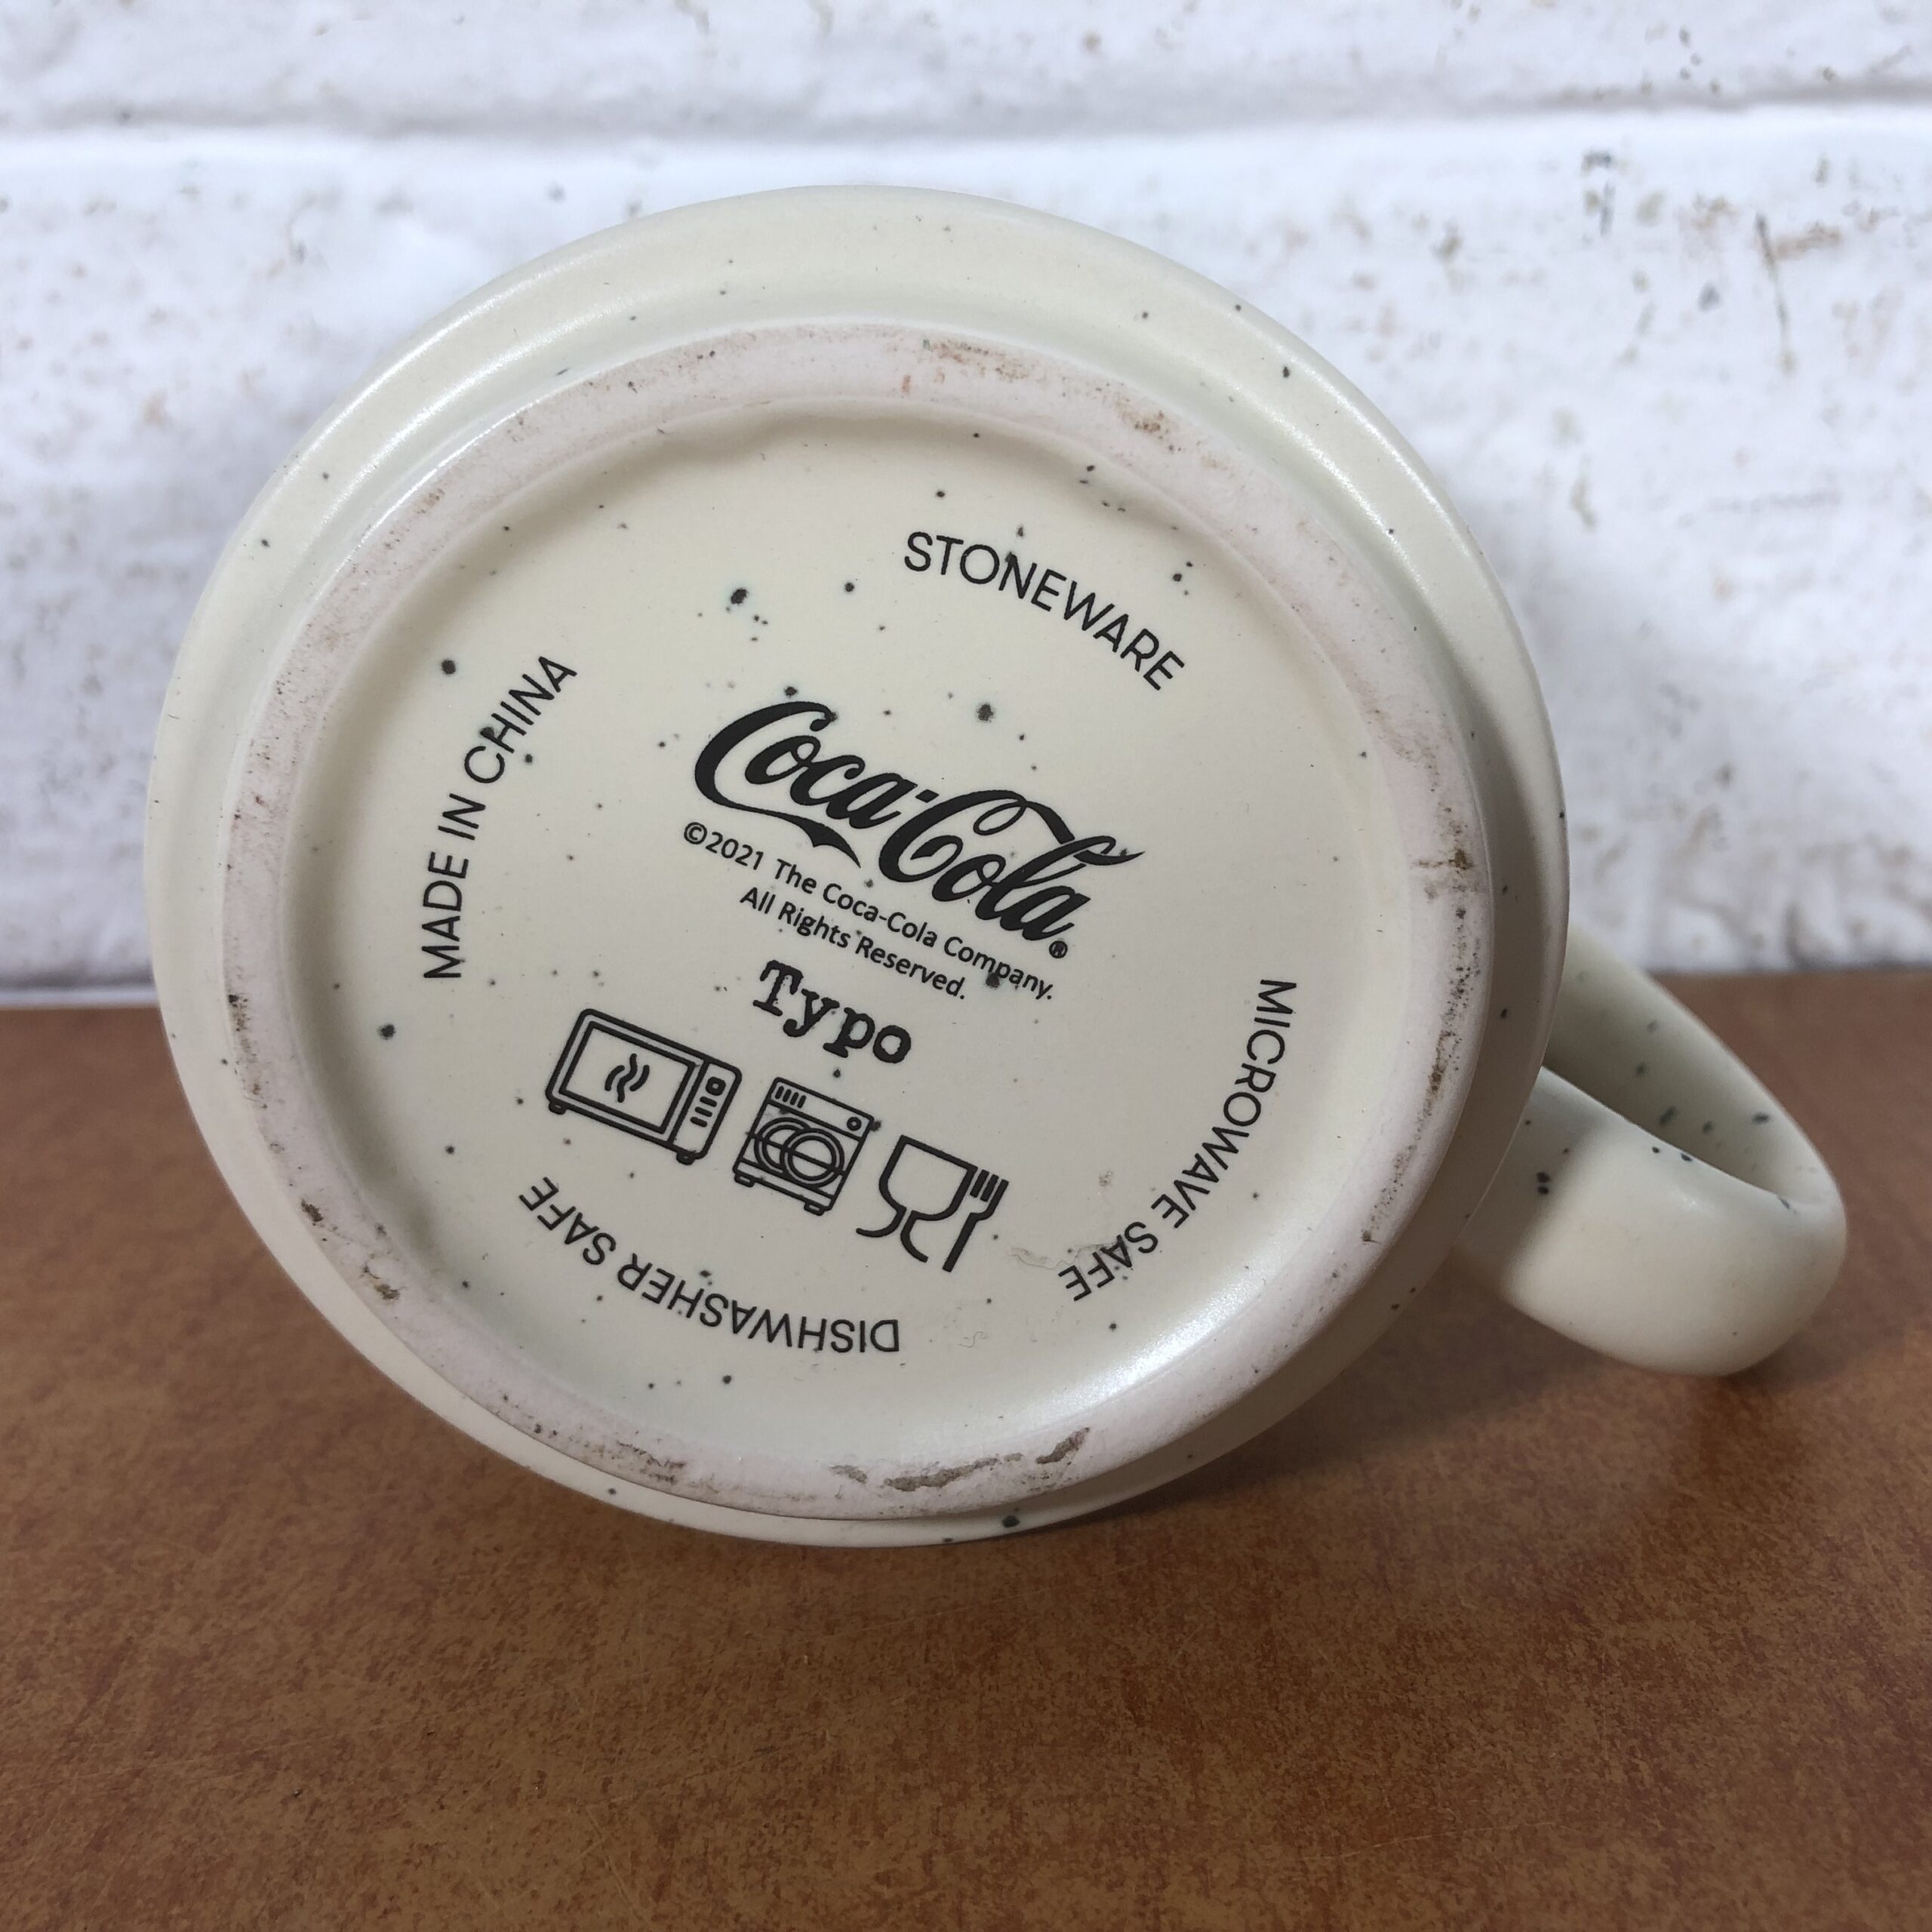 STONEWARE
MADE IN CHINA
Coca-Cola®
©2021 The Coca-Cola Company.
All Rights Reserved.
Typo
MICROWAVE SAFE
DISHWASHER SAFE